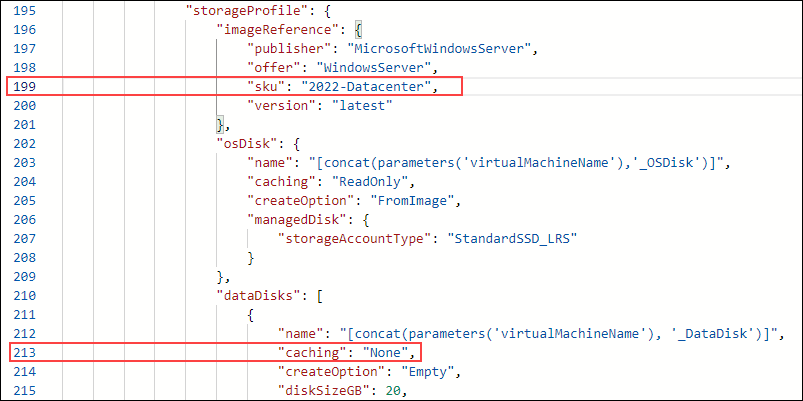 195 "storageProfile": {
196 "imageReference": {
197 "publisher": "MicrosoftWindowsServer",
198 "offer": "WindowsServer",
199 "sku": "2022-Datacenter",
200 "version": "latest"
201 },
202 "osDisk": {
203 "name": "[concat(parameters('virtualMachineName'),'_OSDisk')]",
204 "caching": "ReadOnly",
205 "createOption": "FromImage",
206 "managedDisk": {
207 "storageAccountType": "StandardSSD_LRS"
208 }
209 },
210 "dataDisks": [
211 {
212 "name": "[concat(parameters('virtualMachineName'), '_DataDisk')]",
213 "caching": "None",
214 "createOption": "Empty",
215 "diskSizeGB": 20,